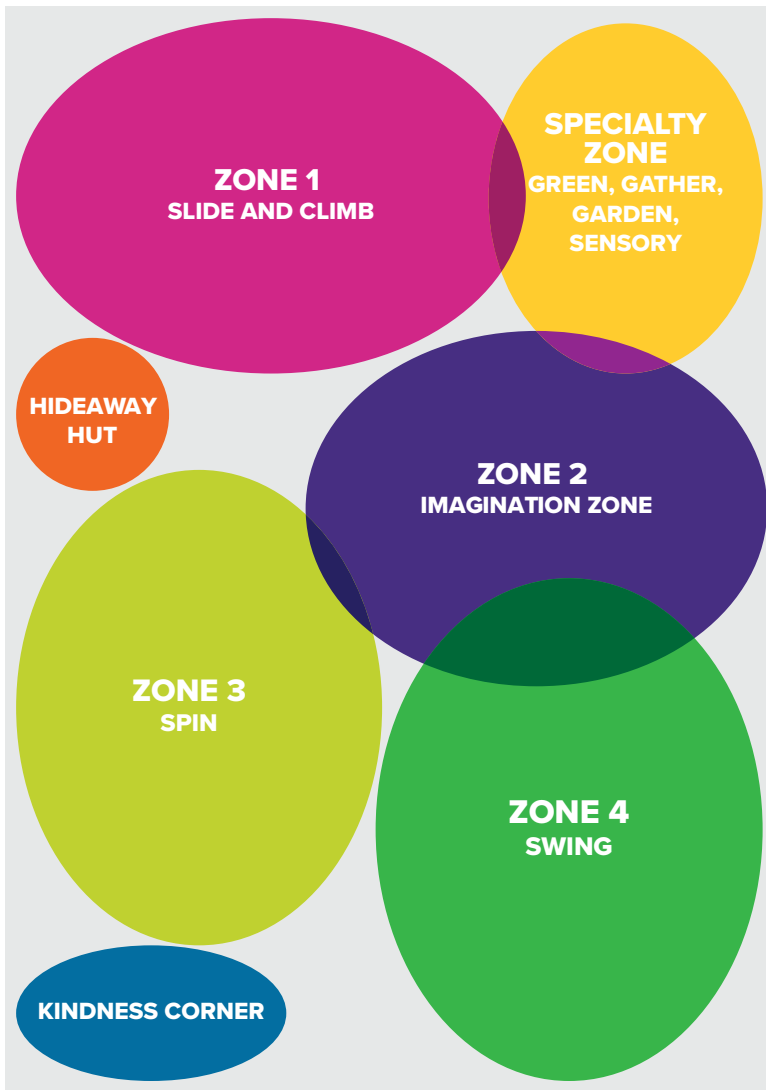 ZONE 1
SLIDE AND CLIMB
SPECIALTY
ZONE
GREEN, GATHER,
GARDEN,
SENSORY
HIDEAWAY
HUT
ZONE 2
IMAGINATION ZONE
ZONE 3
SPIN
ZONE 4
SWING
KINDNESS CORNER